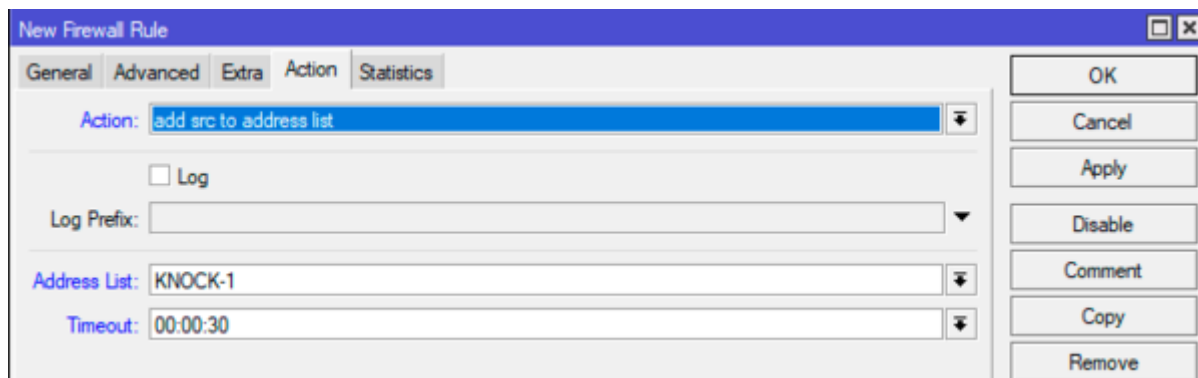 New Firewall Rule
General Advanced Extra Action Statistics
OK
Action: add src to address list
Cancel
Log
Apply
Log Prefix:
Disable
Address List: KNOCK-1
Comment
Timeout: 00:00:30
Copy
Remove